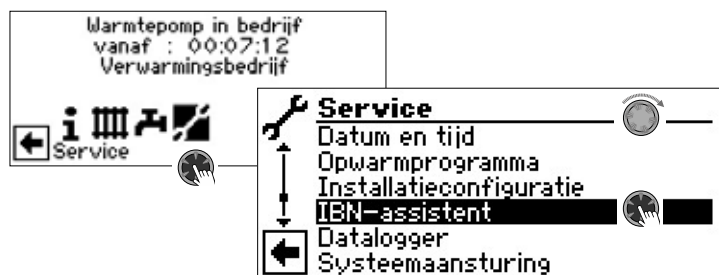 Warmtepomp in bedrijf
vanaf : 00:07:12
Verwarmingsbedrijf
Service
Service
Datum en tijd
Opwarmprogramma
Installatieconfiguratie
IBN-assistent
Datalogger
Systeemaansturing